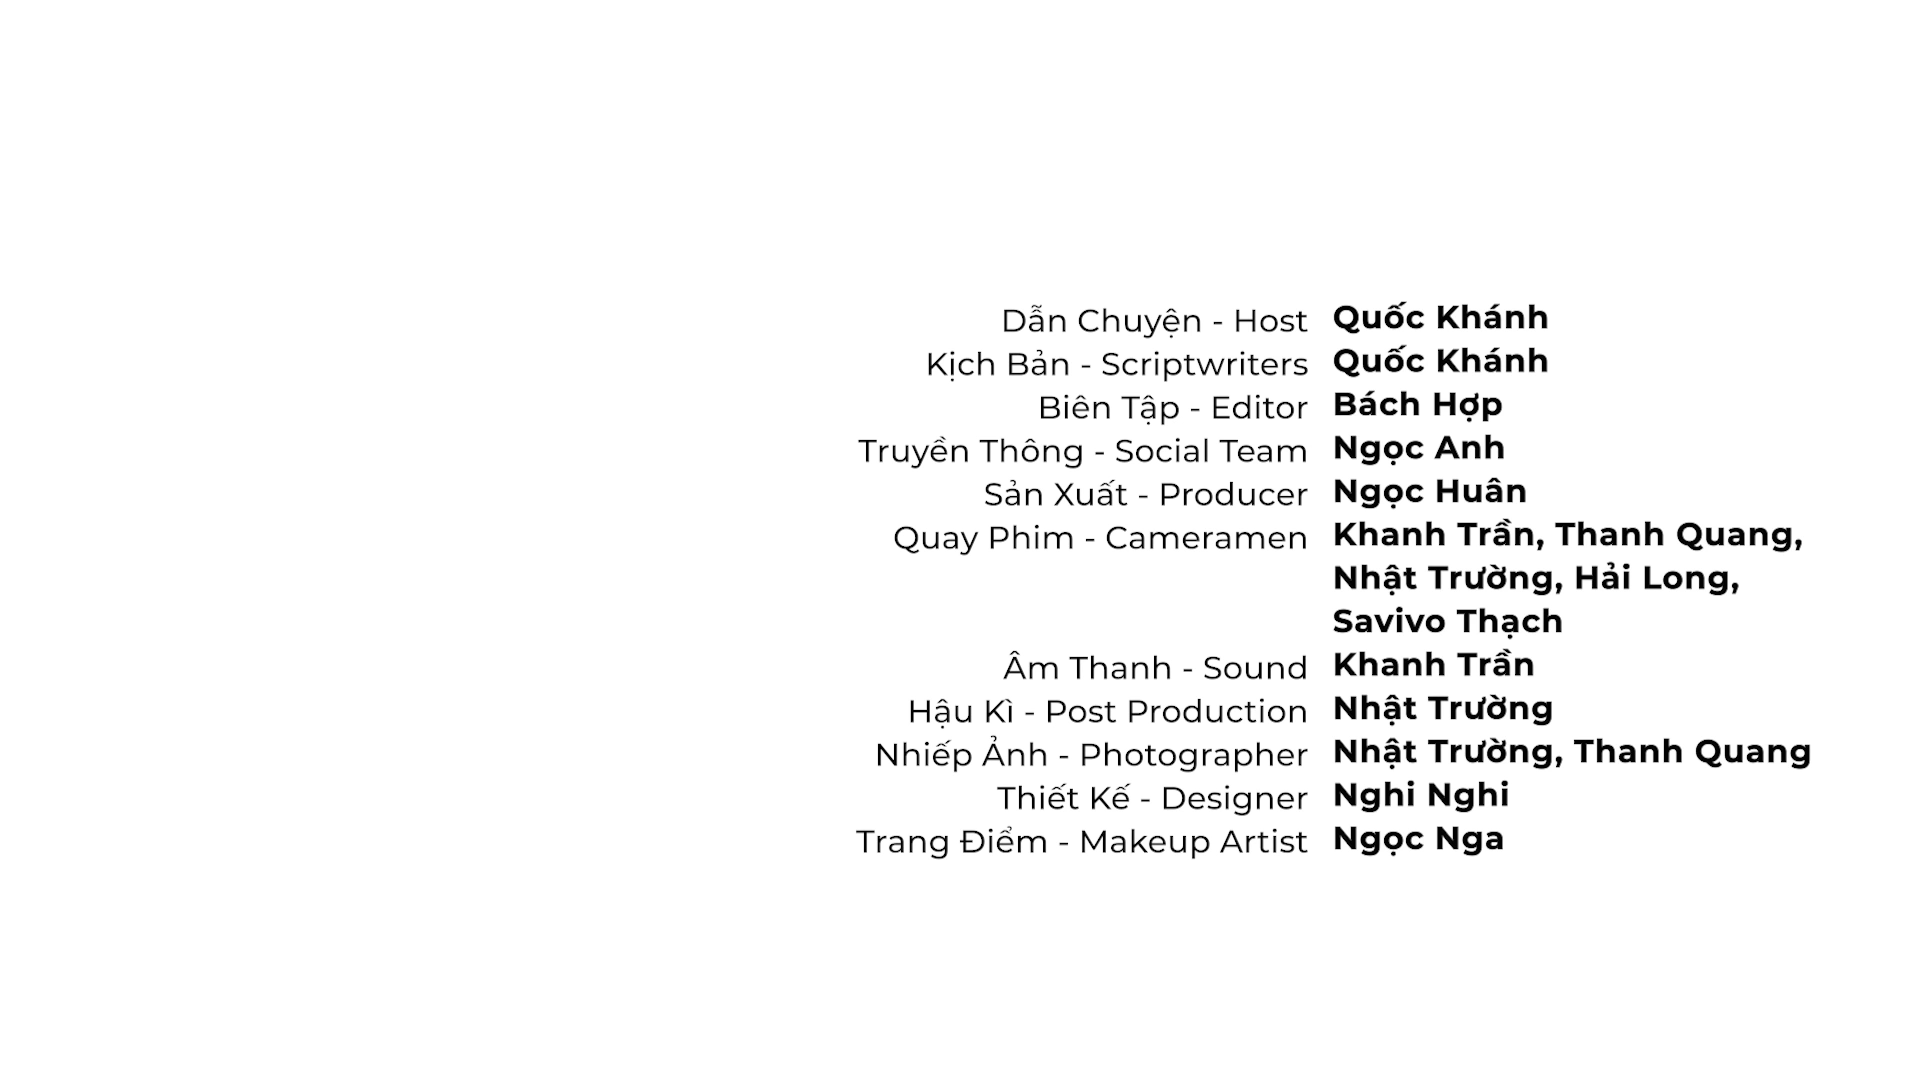 Dẫn Chuyện - Host Quốc Khánh
Kịch Bản - Scriptwriters Quốc Khánh
Biên Tập - Editor Bách Hợp
Truyền Thông - Social Team Ngọc Anh
Sản Xuất - Producer Ngọc Huân
Quay Phim - Cameramen Khanh Trần, Thanh Quang,
Nhật Trường, Hải Long,
Savivo Thạch
Âm Thanh - Sound Khanh Trần
Hậu Kì - Post Production Nhật Trường
Nhiếp Ảnh - Photographer Nhật Trường, Thanh Quang
Thiết Kế - Designer Nghi Nghi
Trang Điểm - Makeup Artist Ngọc Nga